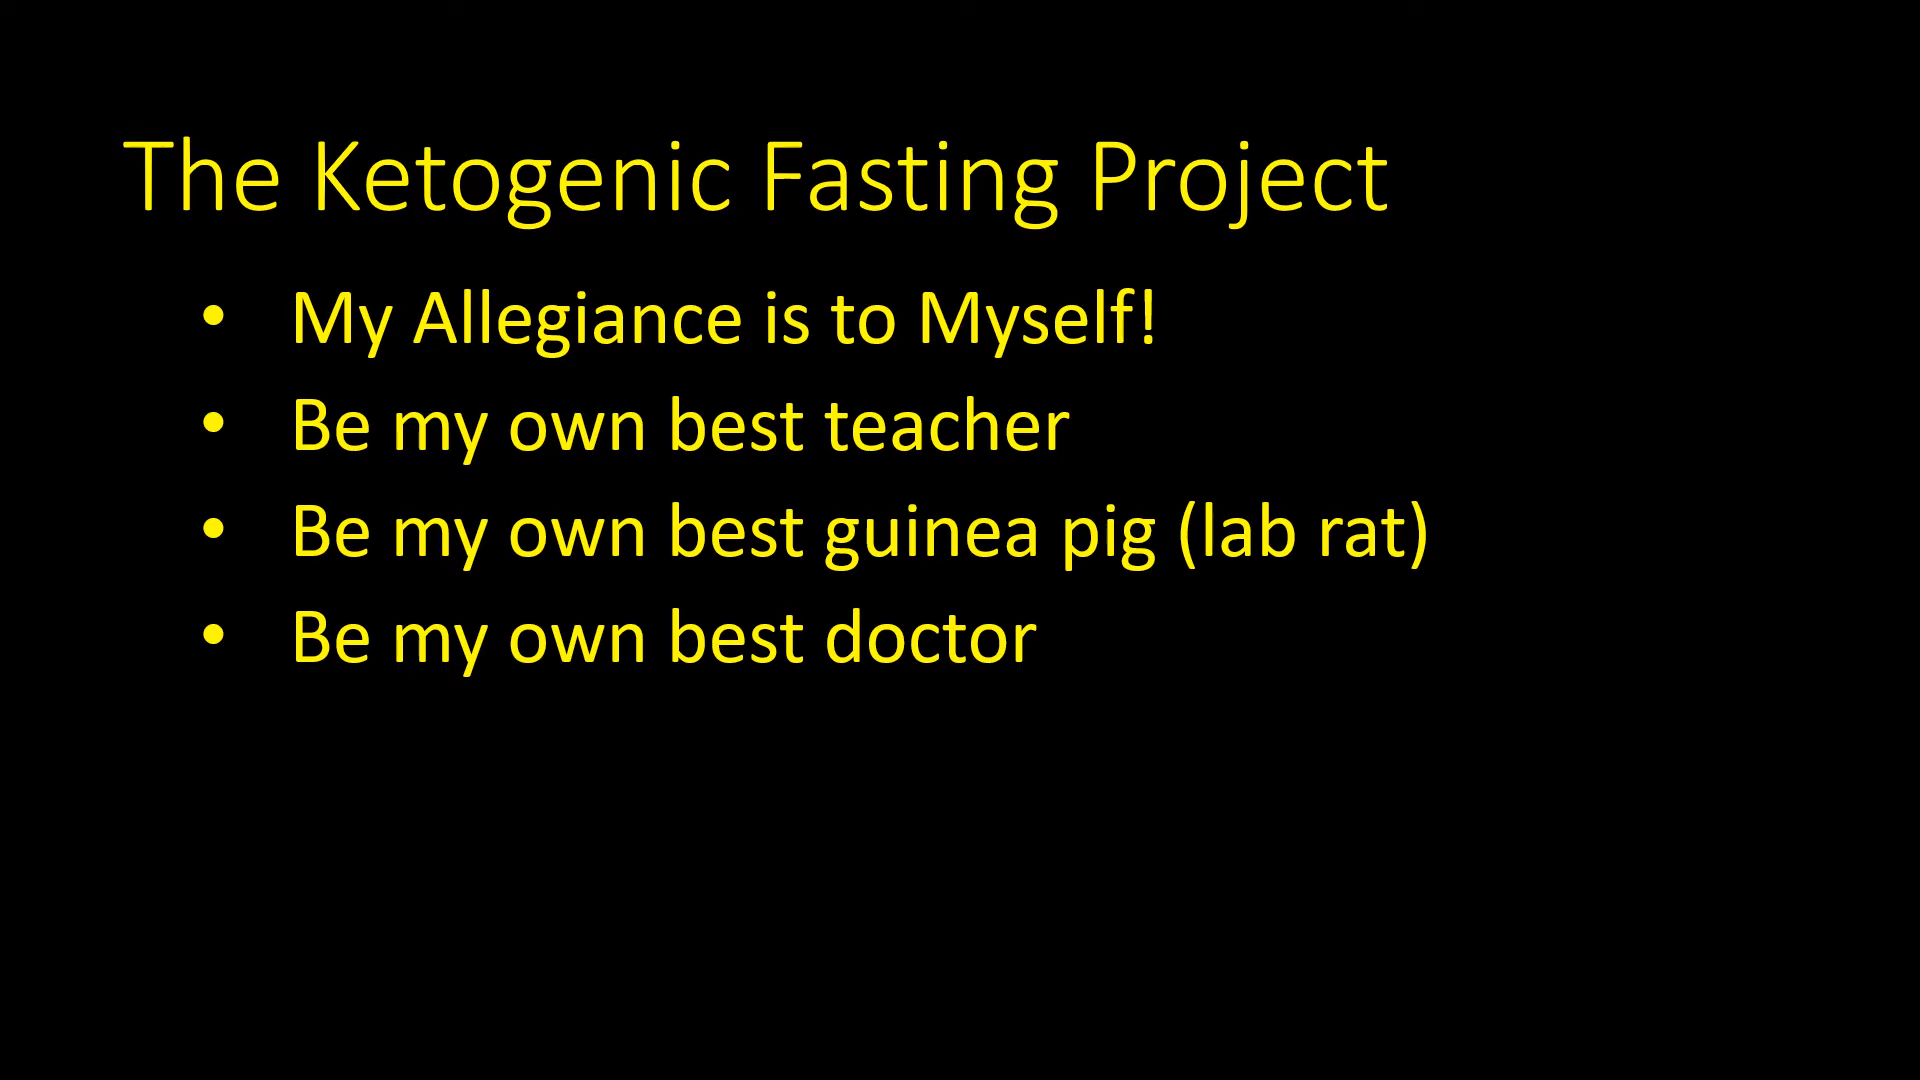 The Ketogenic Fasting Project
• My Allegiance is to Myself!
• Be my own best teacher
• Be my own best guinea pig (lab rat)
• Be my own best doctor